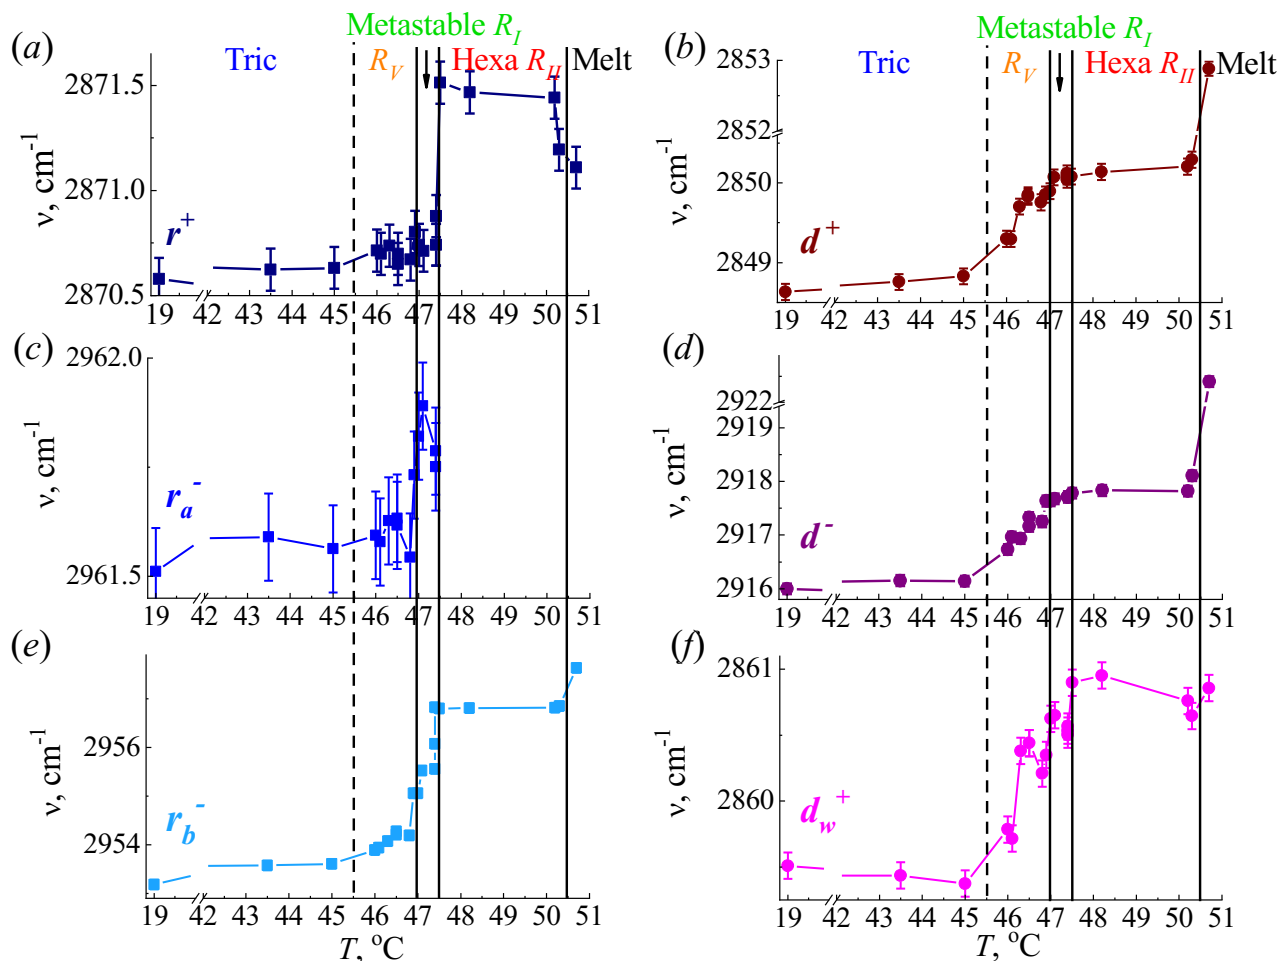 Metastable R_I
(a) Tric R_V Hexa R_II Melt
2871.5
2871.0
2870.5
ν, cm^-1
r^+
19 42 43 44 45 46 47 48 49 50 51
Metastable R_I
(b) Tric R_V Hexa R_II Melt
2853
2852
2850
2849
ν, cm^-1
d^+
19 42 43 44 45 46 47 48 49 50 51
(c)
2962.0
2961.5
ν, cm^-1
r_a^-
19 42 43 44 45 46 47 48 49 50 51
(d)
2922
2919
2918
2917
2916
ν, cm^-1
d^-
19 42 43 44 45 46 47 48 49 50 51
(e)
2956
2954
ν, cm^-1
r_b^-
19 42 43 44 45 46 47 48 49 50 51
T, °C
(f)
2861
2860
ν, cm^-1
d_w^+
19 42 43 44 45 46 47 48 49 50 51
T, °C